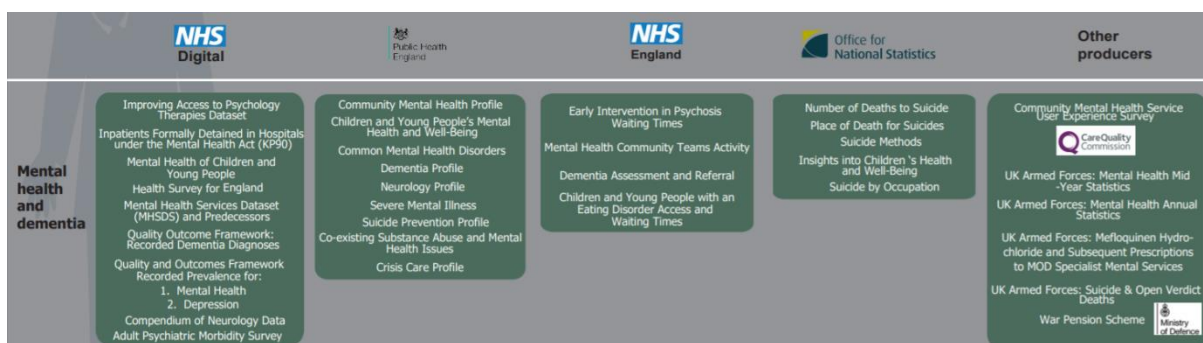 NHS
Digital
Public Health
England
NHS
England
Office for
National Statistics
Other
producers
Mental
health
and
dementia
Improving Access to Psychology
Therapies Dataset
Inpatients Formally Detained in Hospitals
under the Mental Health Act (KP90)
Mental Health of Children and
Young People
Health Survey for England
Mental Health Services Dataset
(MHSDS) and Predecessors
Quality Outcome Framework:
Recorded Dementia Diagnoses
Quality and Outcomes Framework
Recorded Prevalence for:
1. Mental Health
2. Depression
Compendium of Neurology Data
Adult Psychiatric Morbidity Survey
Community Mental Health Profile
Children and Young People's Mental
Health and Well-Being
Common Mental Health Disorders
Dementia Profile
Neurology Profile
Severe Mental Illness
Suicide Prevention Profile
Co-existing Substance Abuse and Mental
Health Issues
Crisis Care Profile
Early Intervention in Psychosis
Waiting Times
Mental Health Community Teams Activity
Dementia Assessment and Referral
Children and Young People with an
Eating Disorder Access and
Waiting Times
Number of Deaths to Suicide
Place of Death for Suicides
Suicide Methods
Insights into Children 's Health
and Well-Being
Suicide by Occupation
Community Mental Health Service
User Experience Survey
CareQuality
Commission
UK Armed Forces: Mental Health Mid
-Year Statistics
UK Armed Forces: Mental Health Annual
Statistics
UK Armed Forces: Mefloquinen Hydro-
chloride and Subsequent Prescriptions
to MOD Specialist Mental Services
UK Armed Forces: Suicide & Open Verdict
Deaths
War Pension Scheme
Ministry
of Defence